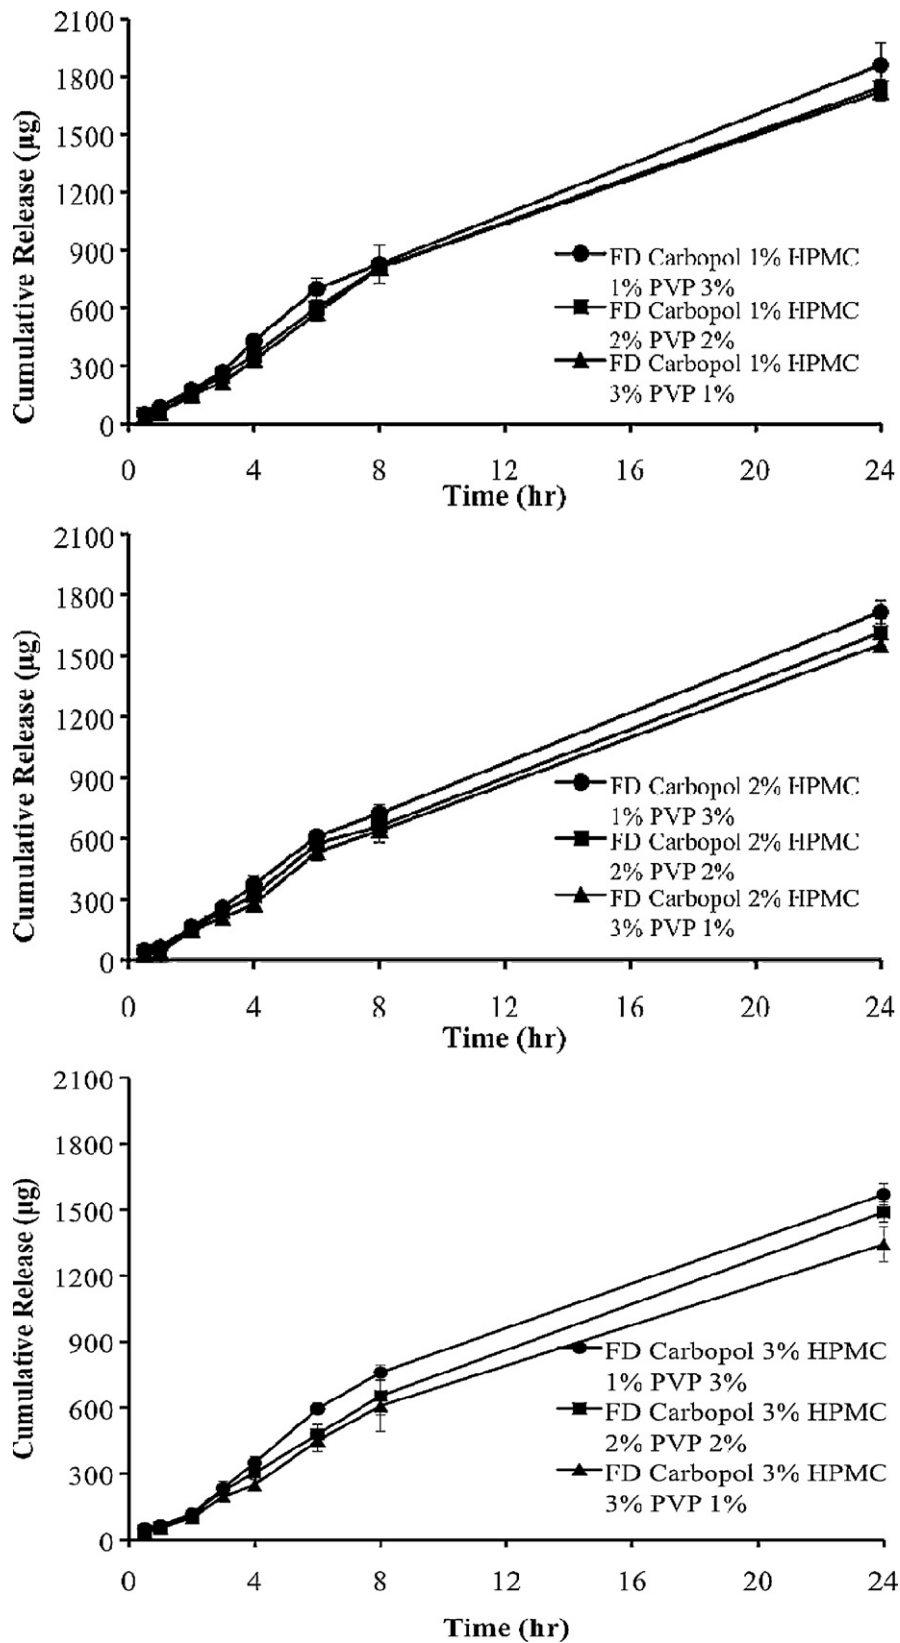 2100
1800
1500
1200
900
600
300
0
Cumulative Release (µg)
FD Carbopol 1% HPMC
1% PVP 3%
FD Carbopol 1% HPMC
2% PVP 2%
FD Carbopol 1% HPMC
3% PVP 1%
0 4 8 12 16 20 24
Time (hr)
2100
1800
1500
1200
900
600
300
0
Cumulative Release (µg)
FD Carbopol 2% HPMC
1% PVP 3%
FD Carbopol 2% HPMC
2% PVP 2%
FD Carbopol 2% HPMC
3% PVP 1%
0 4 8 12 16 20 24
Time (hr)
2100
1800
1500
1200
900
600
300
0
Cumulative Release (µg)
FD Carbopol 3% HPMC
1% PVP 3%
FD Carbopol 3% HPMC
2% PVP 2%
FD Carbopol 3% HPMC
3% PVP 1%
0 4 8 12 16 20 24
Time (hr)